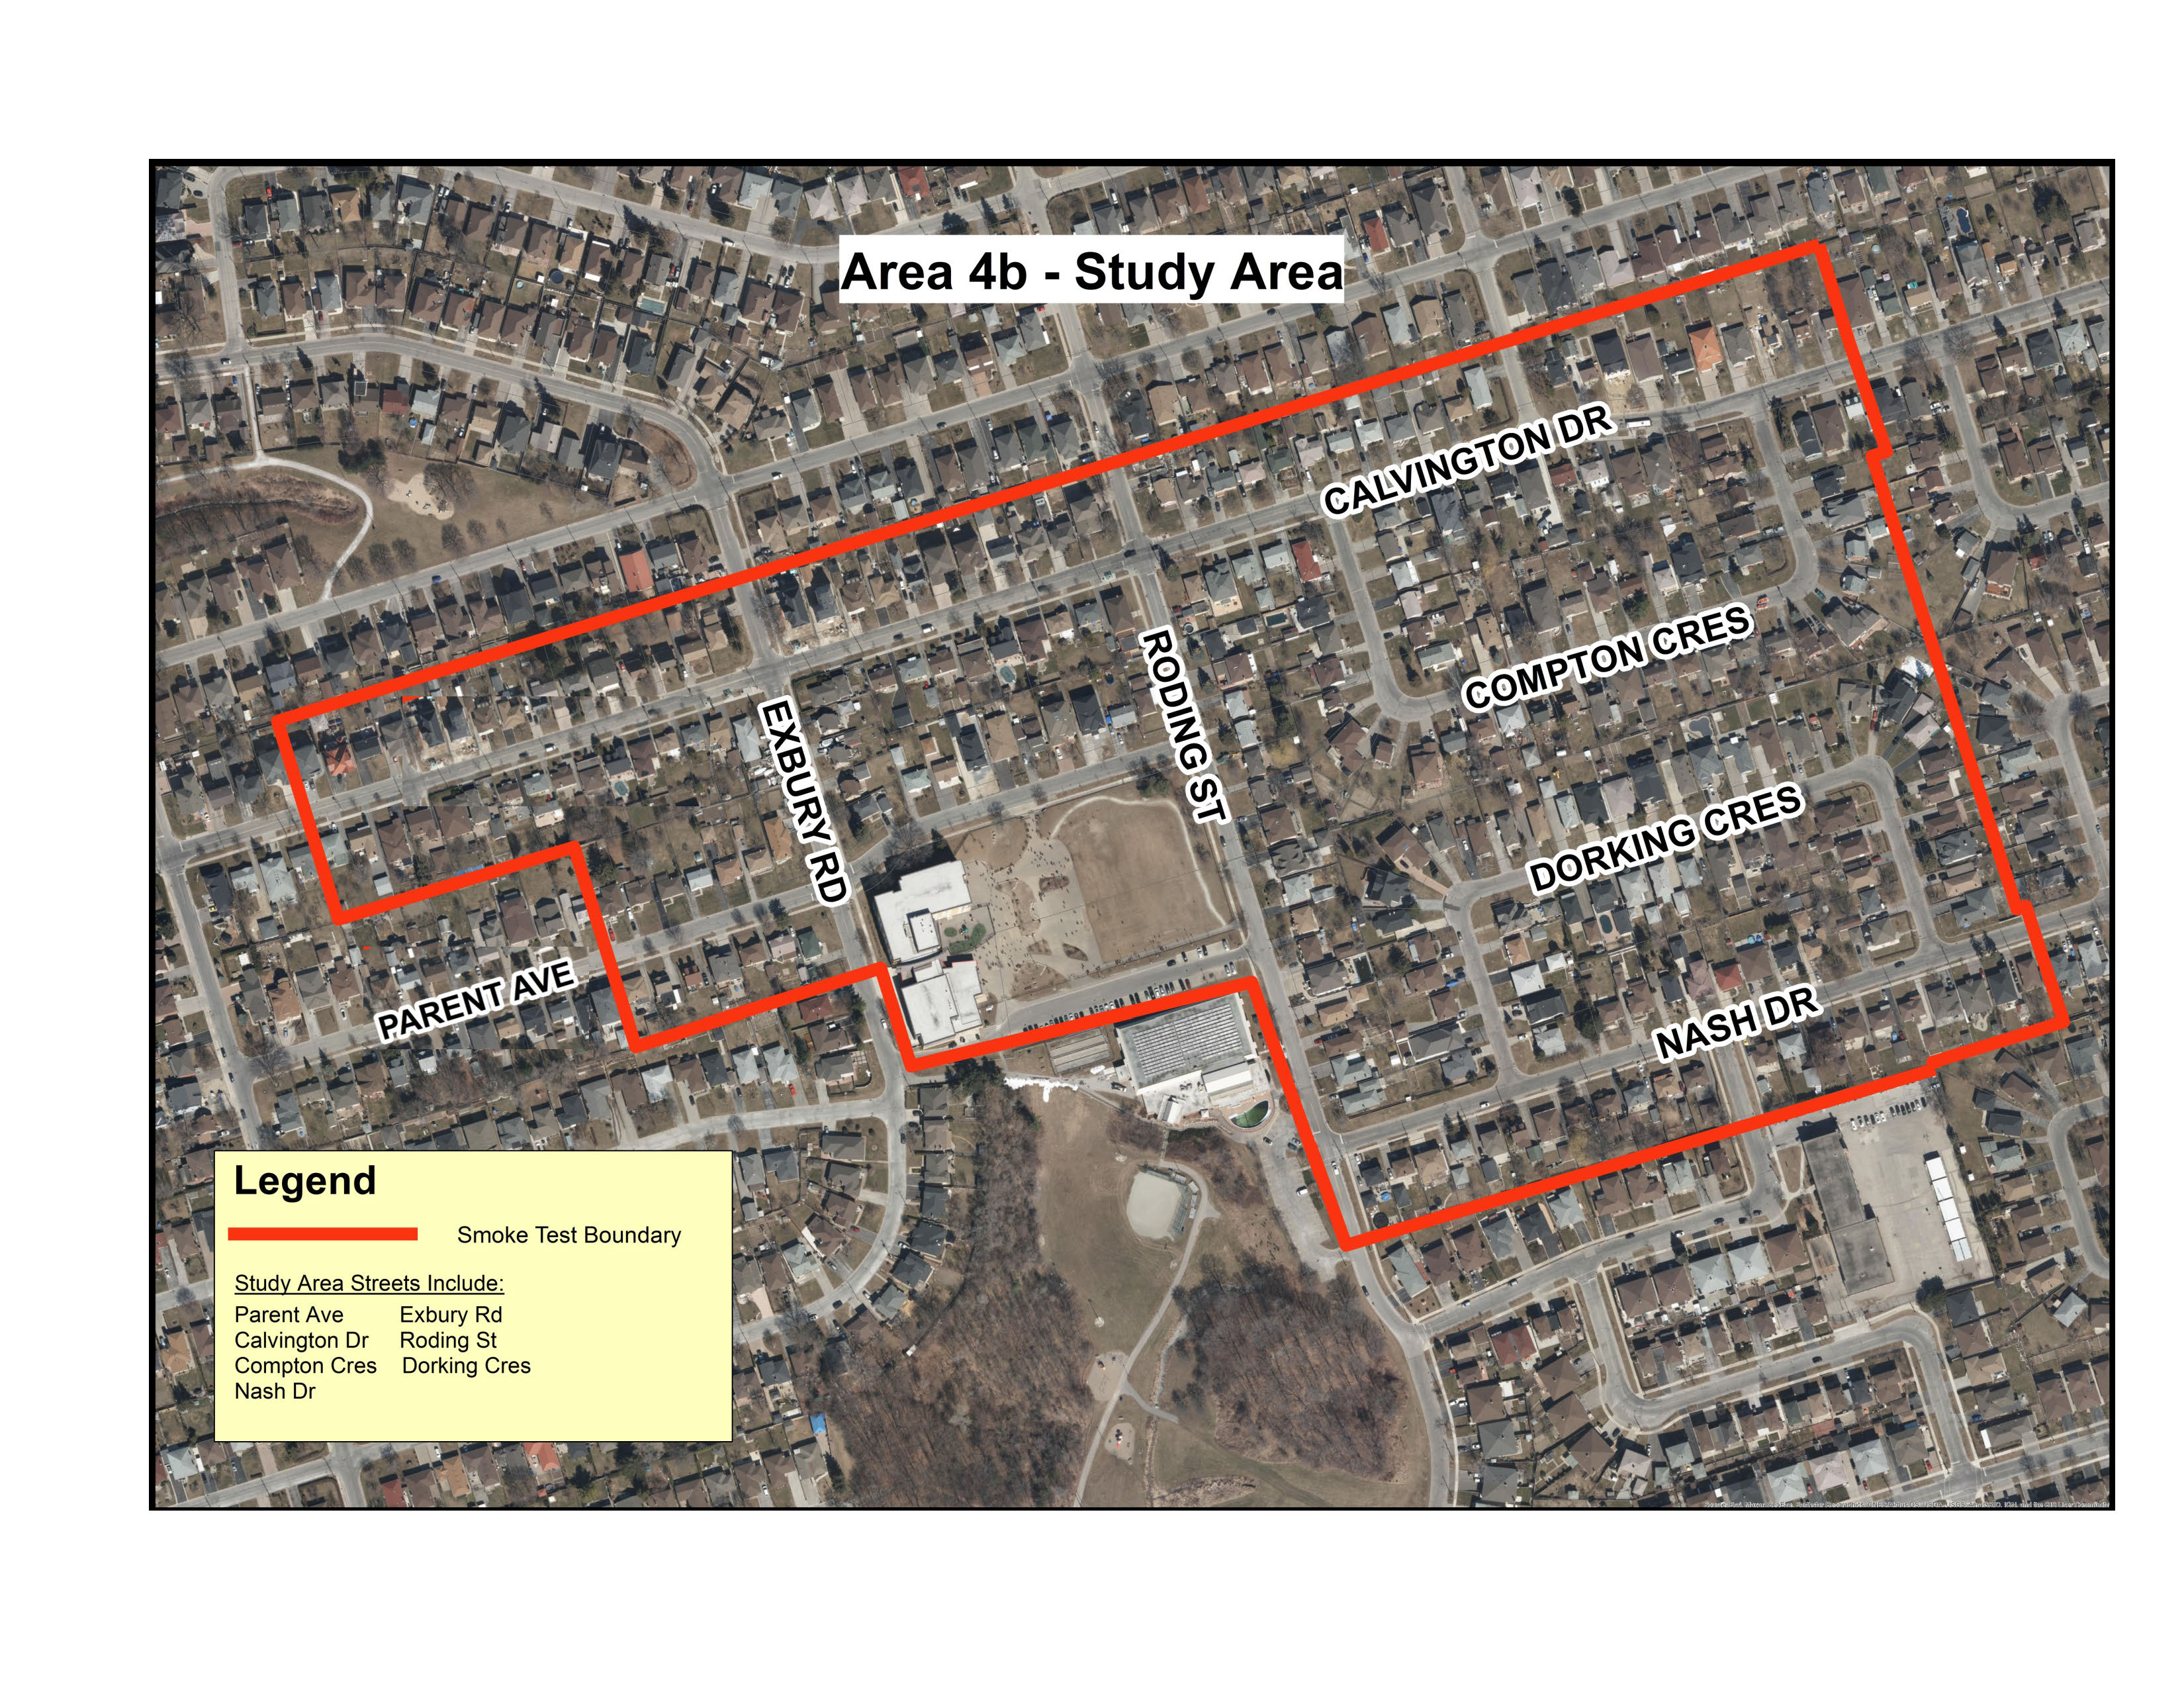 Area 4b - Study Area
CALVINGTON DR
COMPTON CRES
RODING ST
EXBURY RD
DORKING CRES
PARENT AVE
NASH DR
Legend
Smoke Test Boundary
Study Area Streets Include:
Parent Ave Exbury Rd
Calvington Dr Roding St
Compton Cres Dorking Cres
Nash Dr